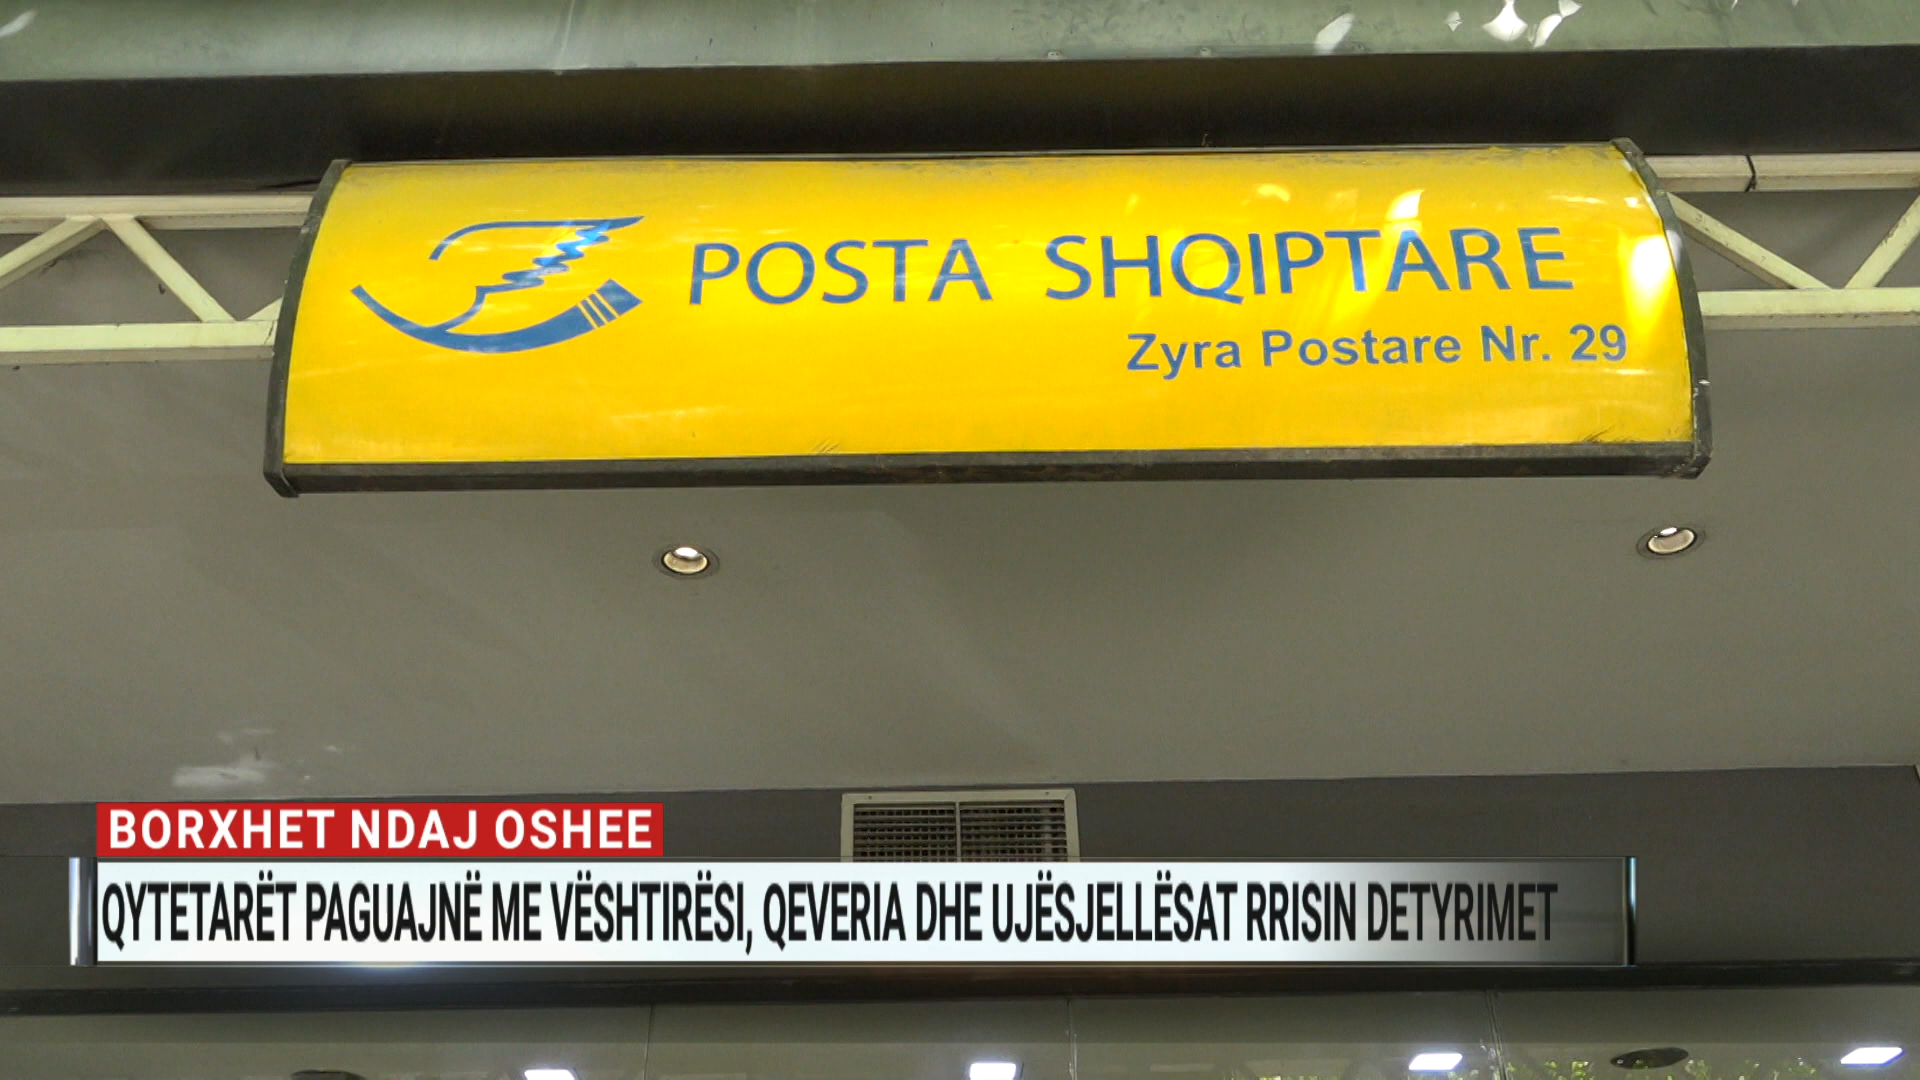 POSTA SHQIPTARE
Zyra Postare Nr. 29
BORXHET NDAJ OSHEE
QYTETARËT PAGUAJNË ME VËSHTIRËSI, QEVERIA DHE UJËSJELLËSAT RRISIN DETYRIMET